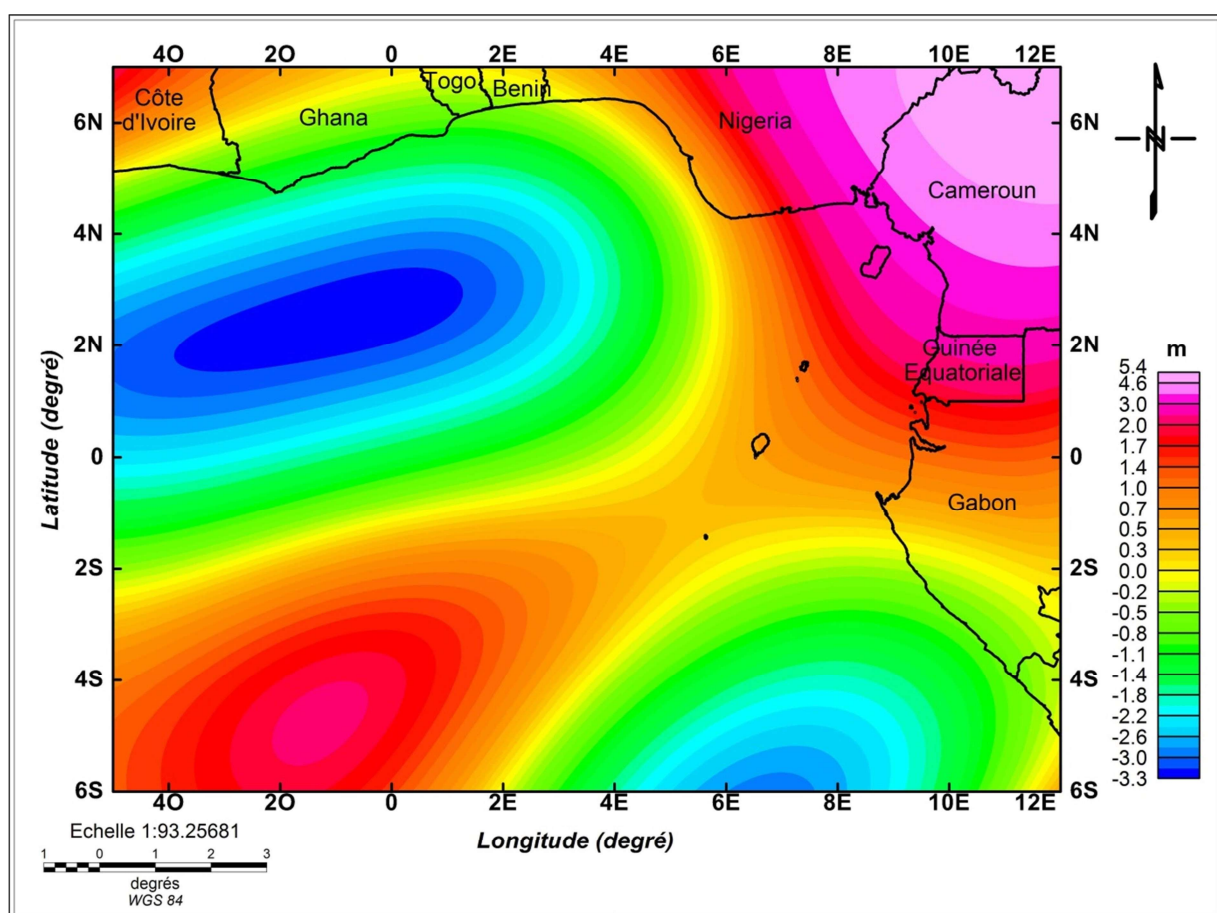 4O 2O 0 2E 4E 6E 8E 10E 12E
Côte
d'Ivoire
Ghana
Togo
Benin
Nigeria
Cameroun
Guinée
Equatoriale
Gabon
6N 6N
4N 4N
2N 2N
0 0
2S 2S
4S 4S
6S 6S
4O 2O 0 2E 4E 6E 8E 10E 12E
Latitude (degré)
Longitude (degré)
N
m
5.4
4.6
3.0
2.0
1.7
1.4
1.0
0.7
0.5
0.3
0.0
-0.2
-0.5
-0.8
-1.1
-1.4
-1.8
-2.2
-2.6
-3.0
-3.3
Echelle 1:93.25681
1 0 1 2 3
degrés
WGS 84